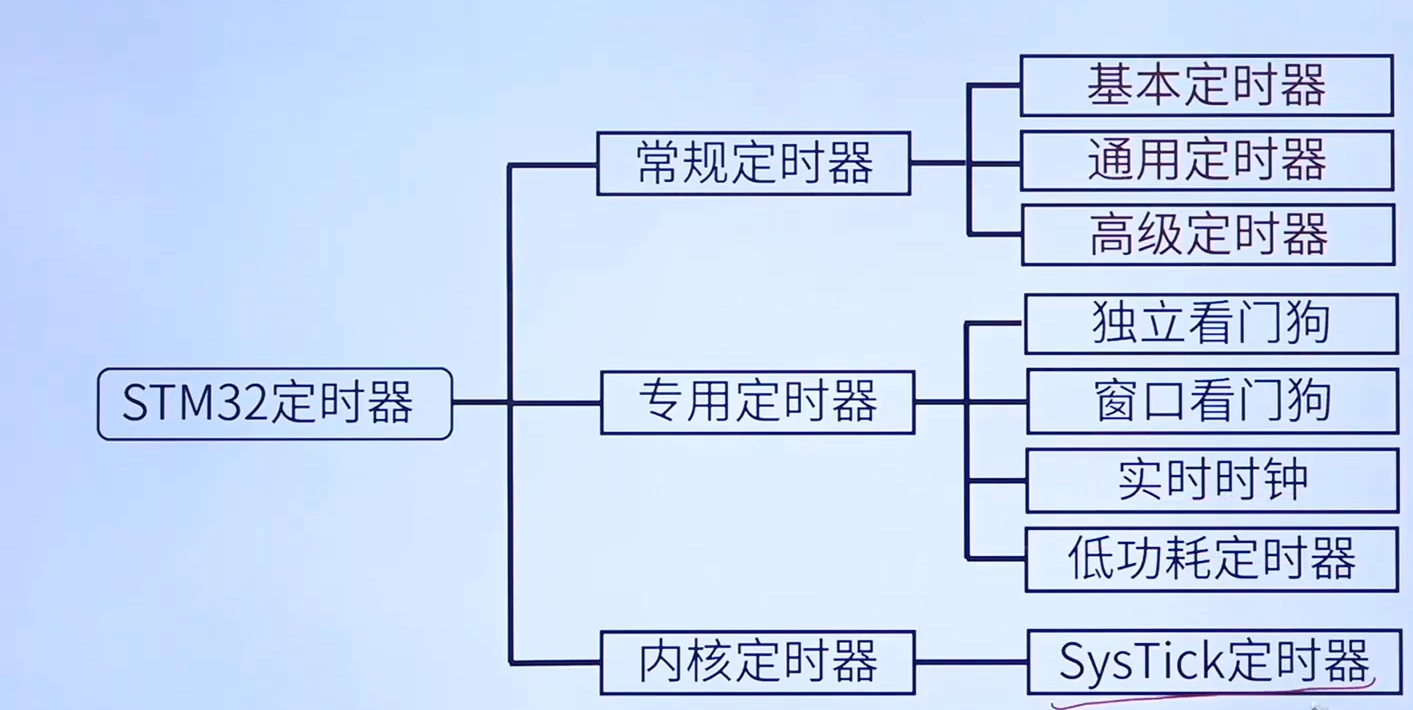 STM32定时器
常规定时器
基本定时器
通用定时器
高级定时器
专用定时器
独立看门狗
窗口看门狗
实时时钟
低功耗定时器
内核定时器
SysTick定时器